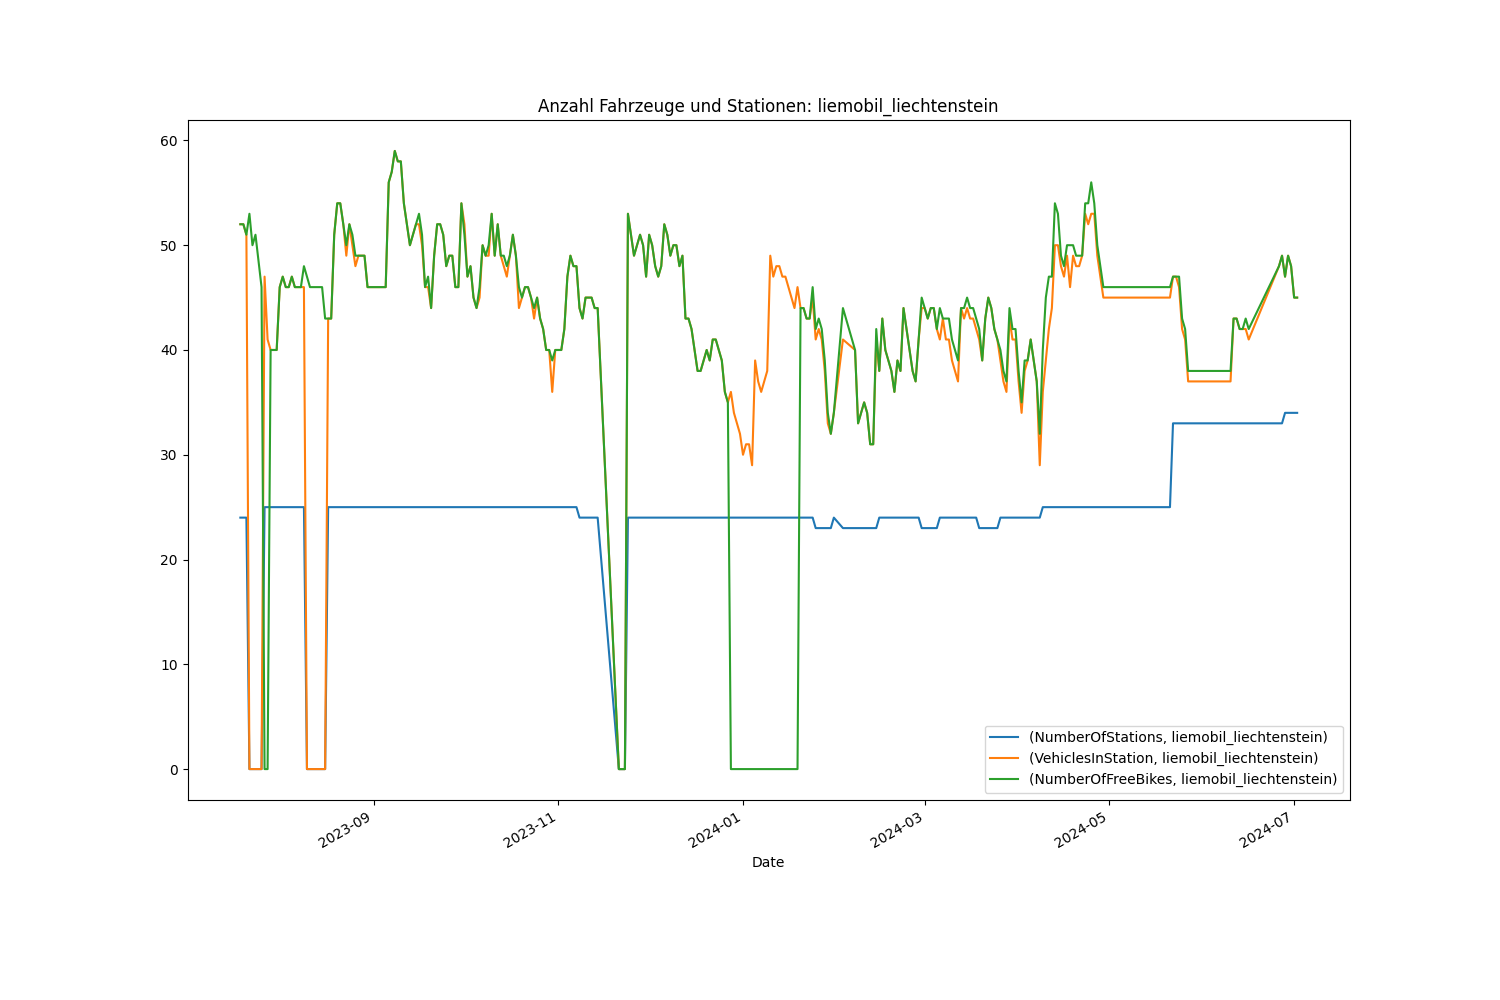 Anzahl Fahrzeuge und Stationen: liemobil_liechtenstein
60
50
40
30
20
10
0
(NumberOfStations, liemobil_liechtenstein)
(VehiclesInStation, liemobil_liechtenstein)
(NumberOfFreeBikes, liemobil_liechtenstein)
2023-09
2023-11
2024-01
2024-03
2024-05
2024-07
Date